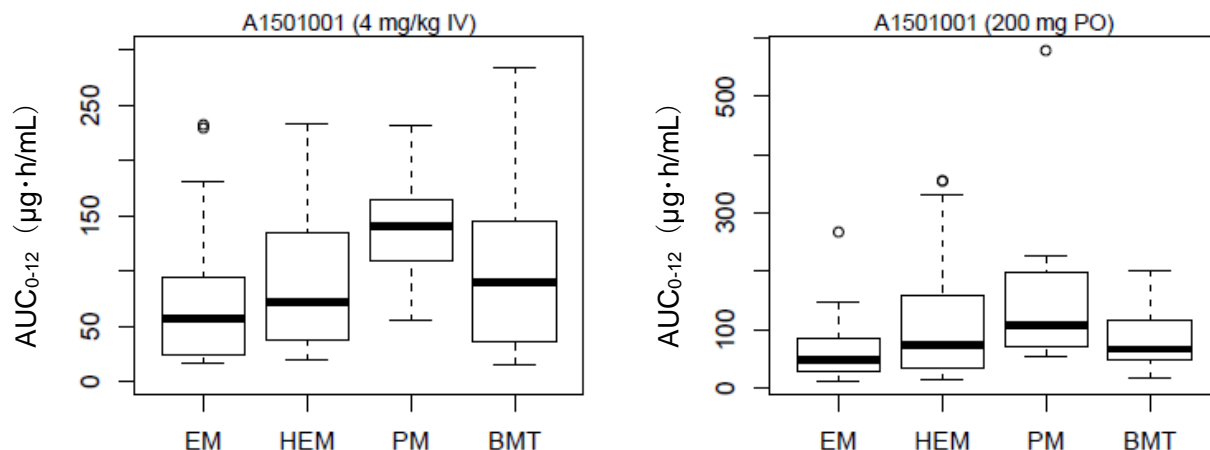 A1501001 (4 mg/kg IV)
AUC0-12 （µg·h/mL）
250
150
50
0
EM HEM PM BMT
A1501001 (200 mg PO)
AUC0-12 （µg·h/mL）
500
300
100
0
EM HEM PM BMT